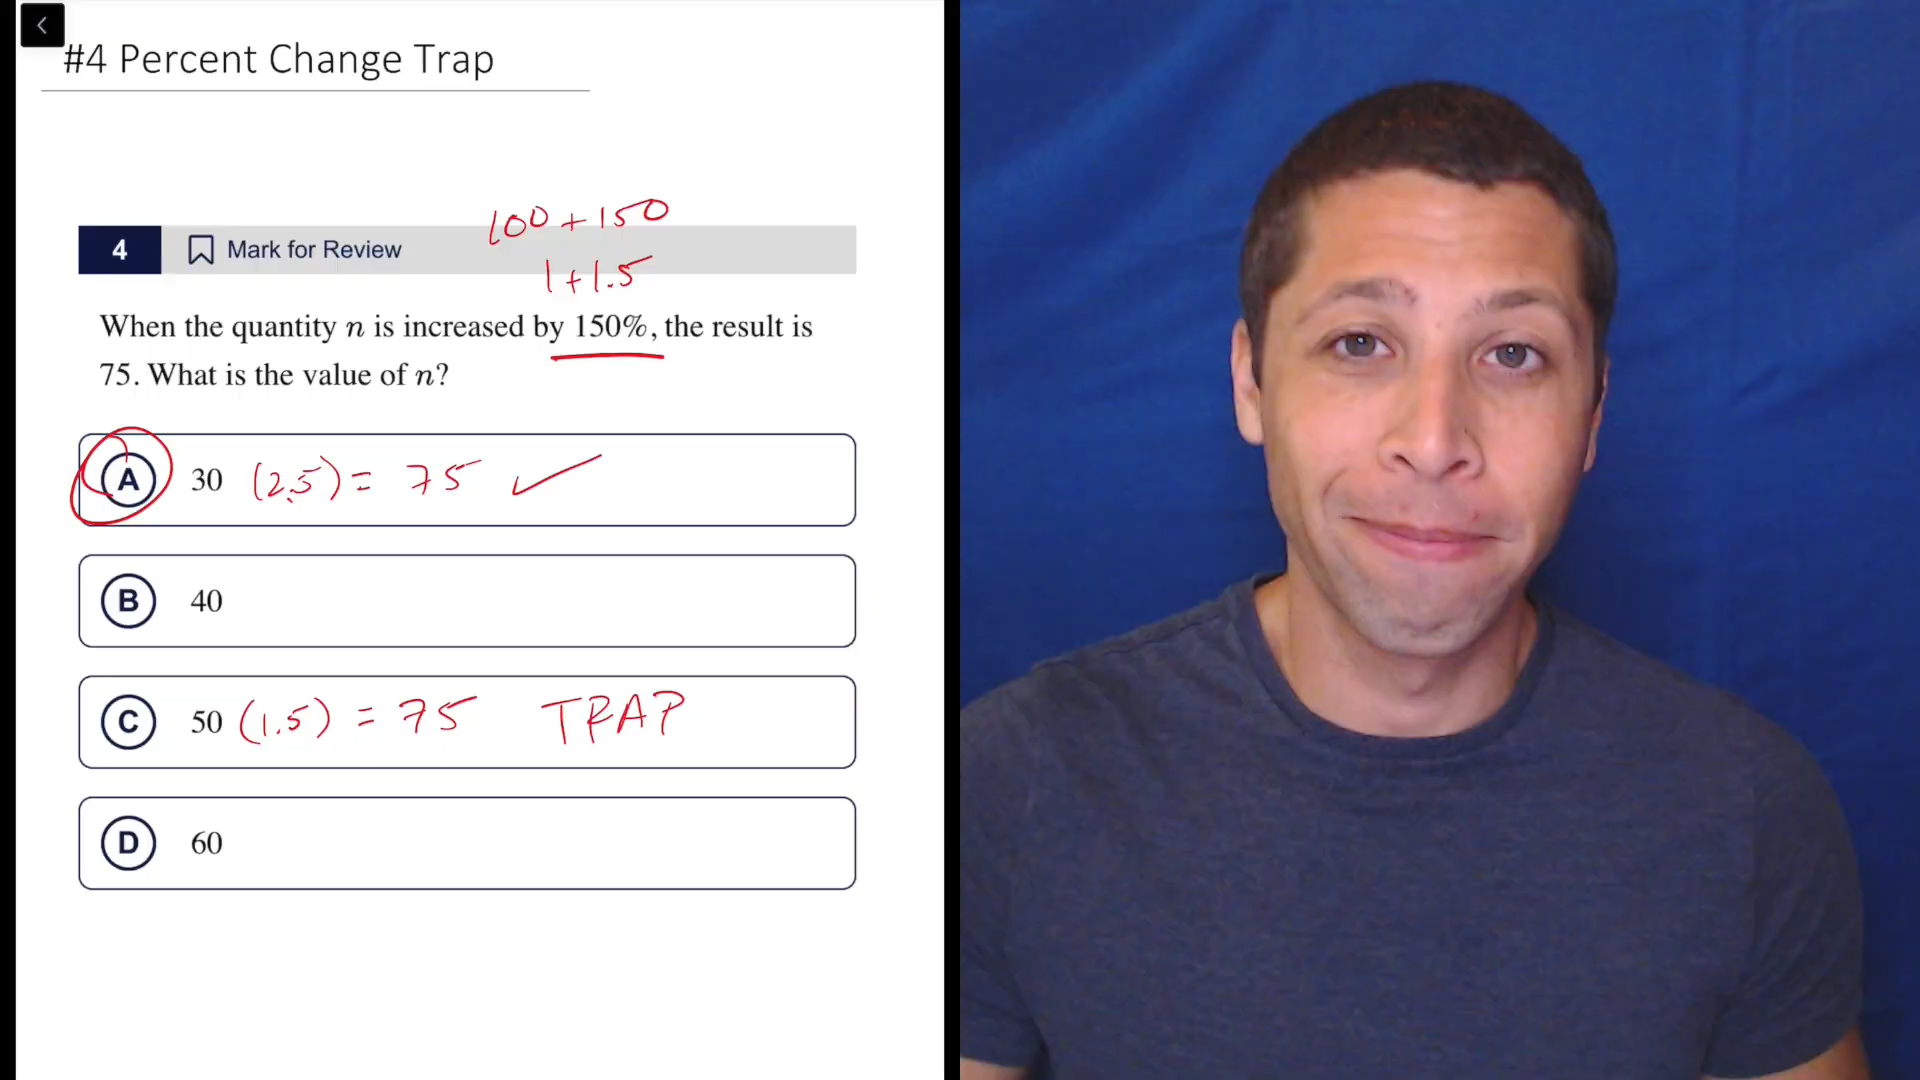 #4 Percent Change Trap
100 + 150
4 Mark for Review
1 + 1.5
When the quantity n is increased by 150%, the result is
75. What is the value of n?
A 30 (2.5) = 75 ✓
B 40
C 50 (1.5) = 75 TRAP
D 60